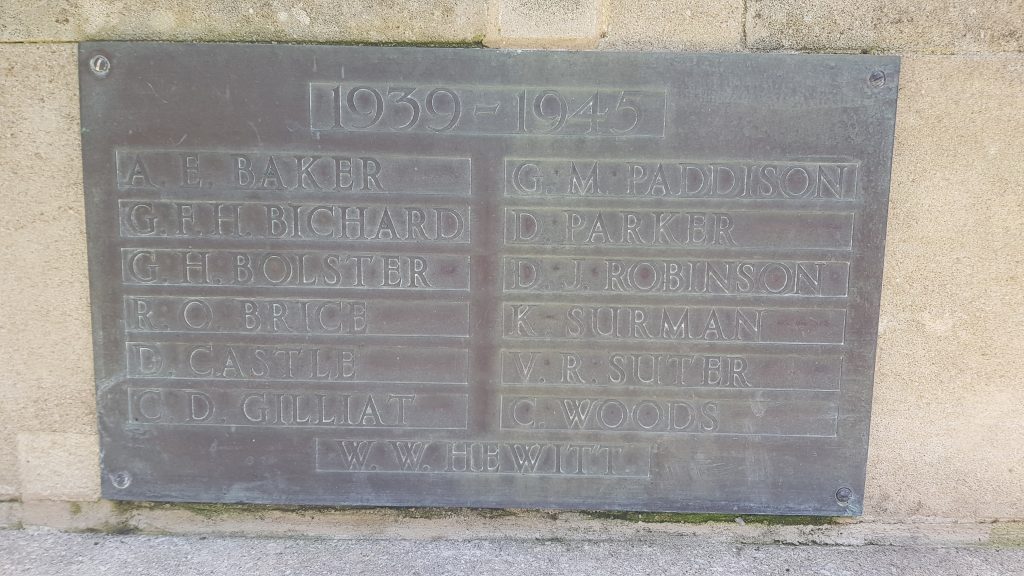 1939-1945
A. E. BAKER
G. F. H. BICHARD
G. H. BOLSTER
R. O. BRICE
D. CASTLE
C. D. GILLIAT
G. M. PADDISON
D. PARKER
D. J. ROBINSON
K. SURMAN
V. R. SUTER
C. WOODS
W. W. HEWITT.